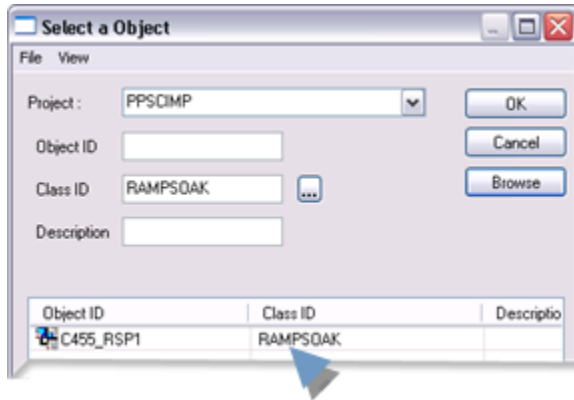 Select a Object
File View
Project : PPSCIMP OK
Object ID Cancel
Class ID RAMPSOAK ... Browse
Description
Object ID Class ID Descriptio
C455_RSP1 RAMPSOAK